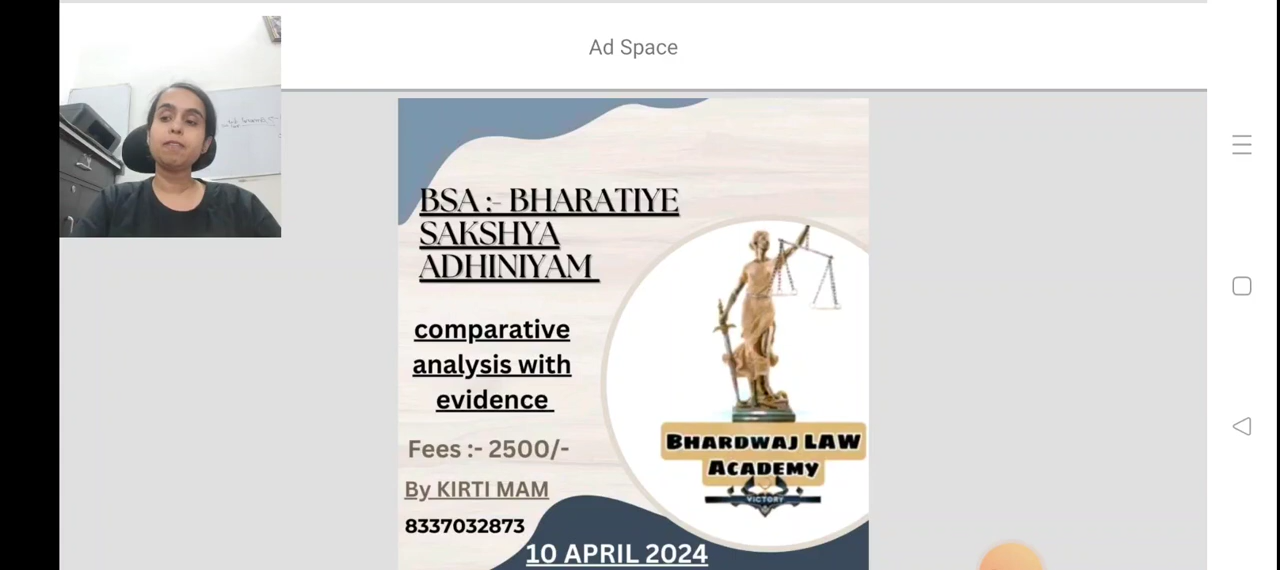 Ad Space
BSA :- BHARATIYE
SAKSHYA
ADHINIYAM
comparative
analysis with
evidence
Fees :- 2500/-
By KIRTI MAM
8337032873
10 APRIL 2024
BHARDWAJ LAW
ACADEMY
VICTORY